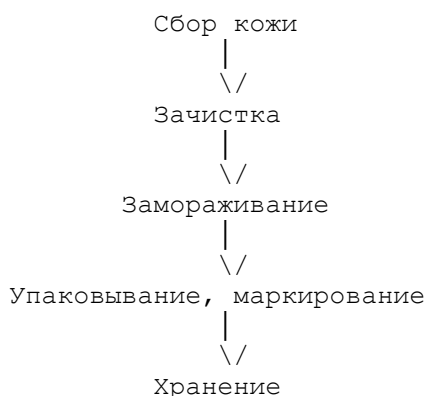 Сбор кожи
Зачистка
Замораживание
Упаковывание, маркирование
Хранение